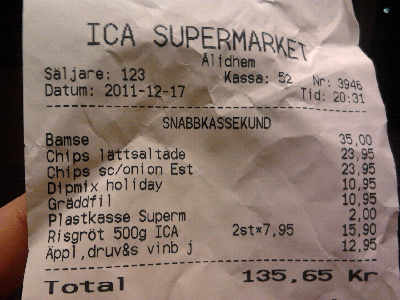 ICA SUPERMARKET
Ålidhem
Säljare: 123 Kassa: 52 Nr: 3946
Datum: 2011-12-17 Tid: 20:31
SNABBKASSEKUND
Bamse 35,00
Chips lättsaltade 23,95
Chips sc/onion Est 23,95
Dipmix holiday 10,95
Gräddfil 10,95
Plastkasse Superm 2,00
Risgröt 500g ICA 2st*7,95 15,90
Äppl,druv&s vinb j 12,95
Total 135,65 Kr